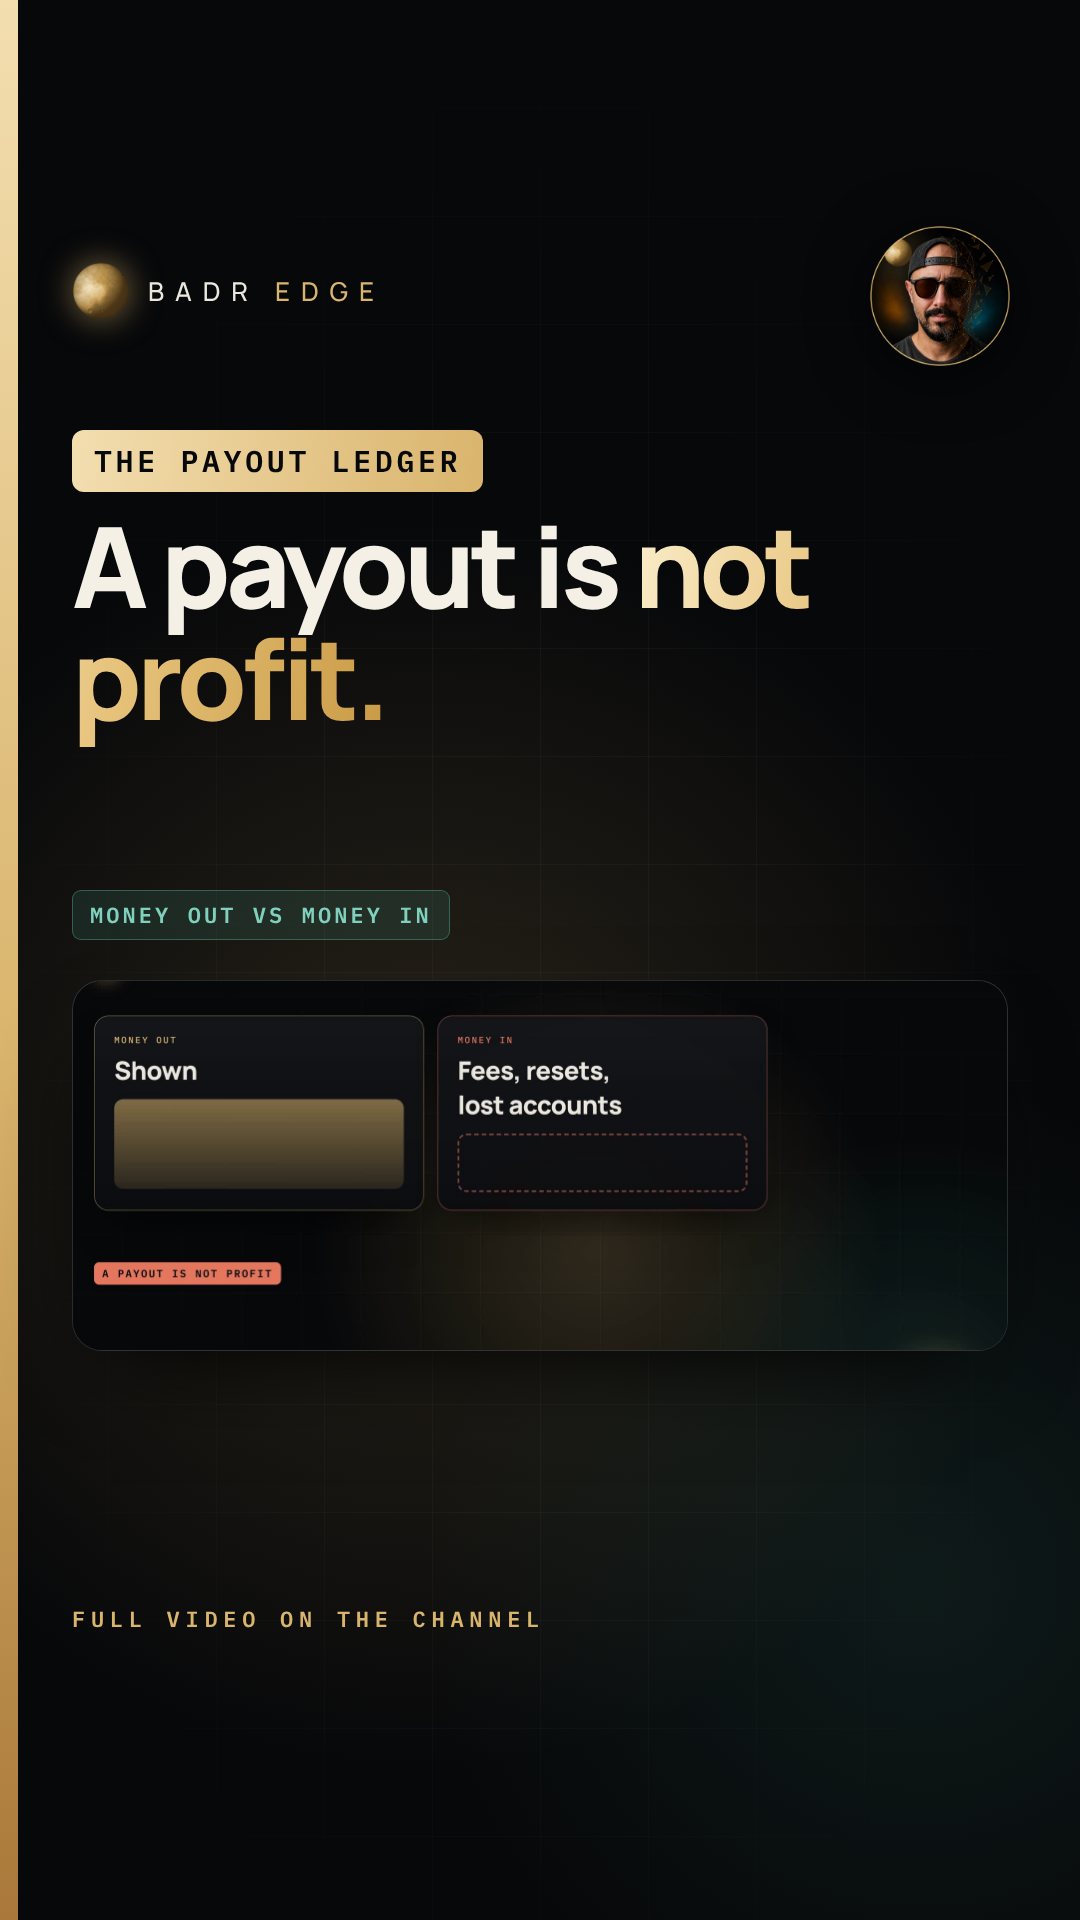 BADR EDGE
THE PAYOUT LEDGER
A payout is not
profit.
MONEY OUT VS MONEY IN
MONEY OUT
Shown
MONEY IN
Fees, resets,
lost accounts
A PAYOUT IS NOT PROFIT
FULL VIDEO ON THE CHANNEL